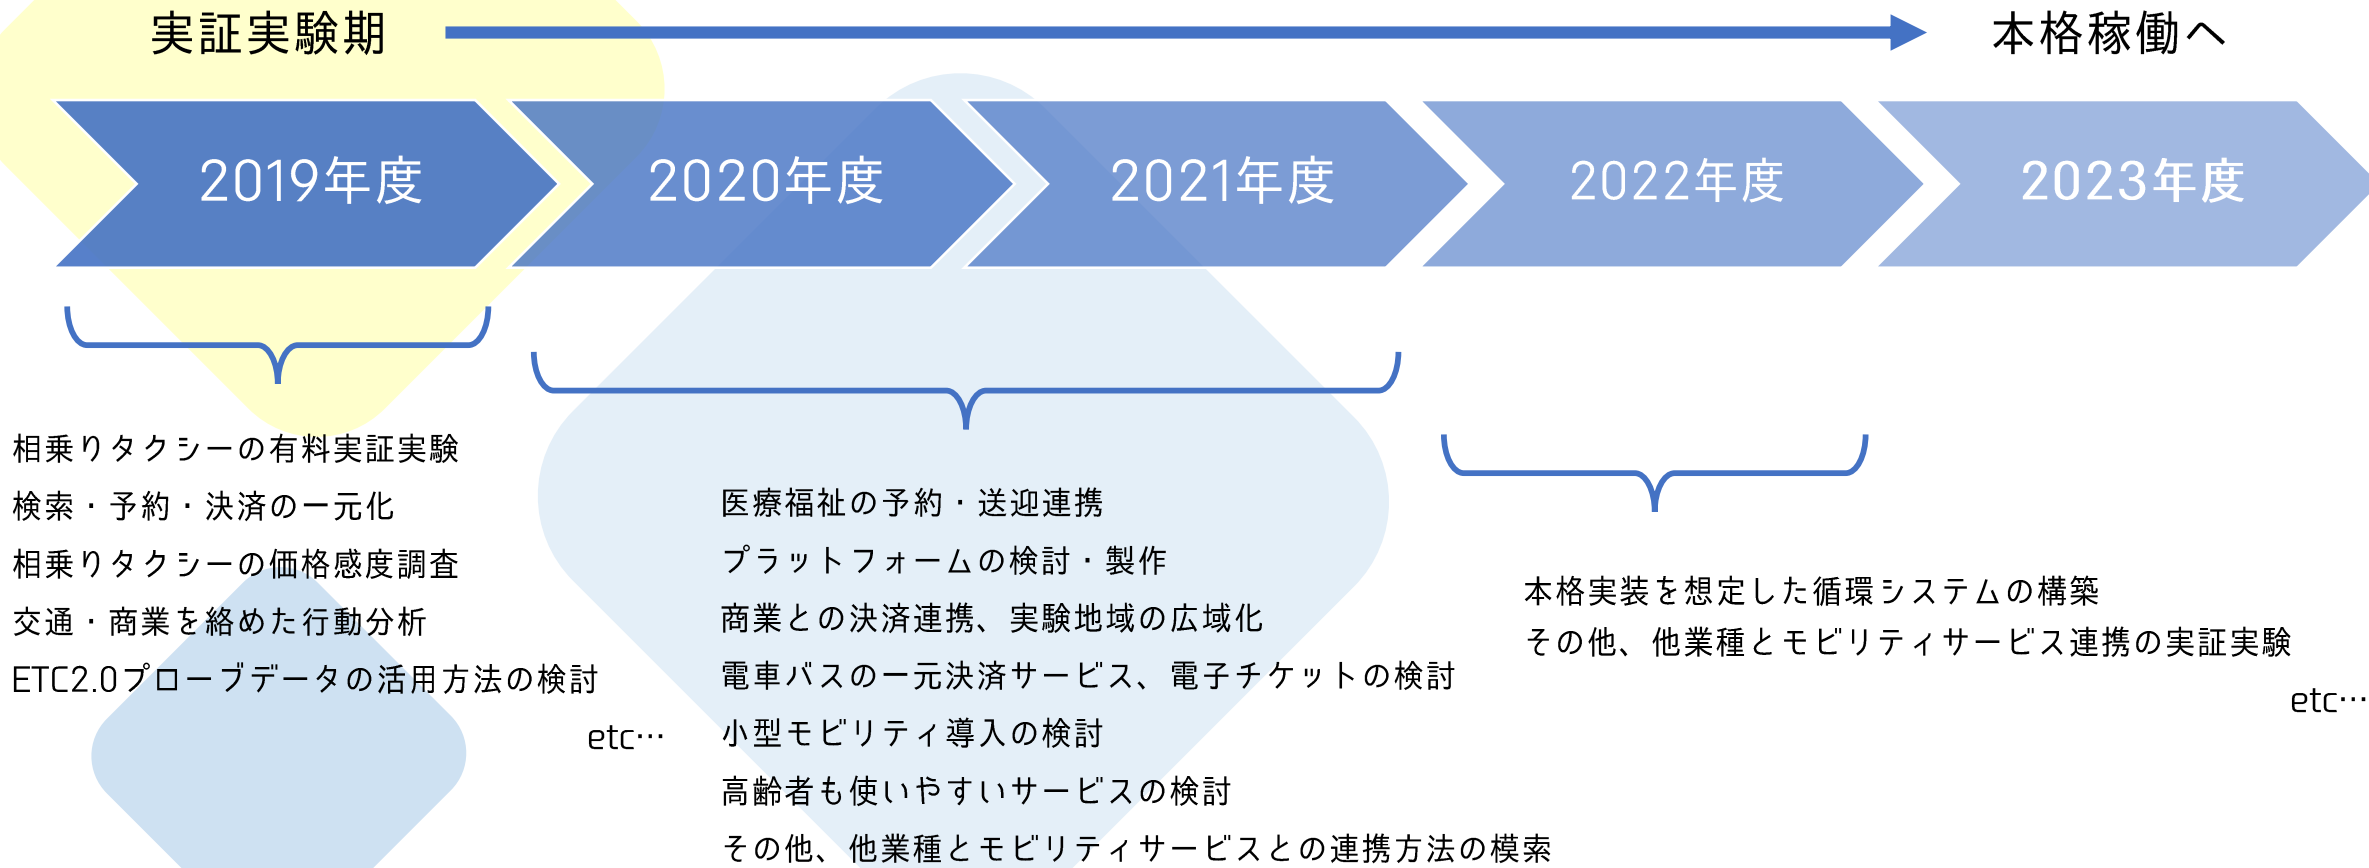 実証実験期
本格稼働へ
2019年度
2020年度
2021年度
2022年度
2023年度
相乗りタクシーの有料実証実験
検索・予約・決済の一元化
相乗りタクシーの価格感度調査
交通・商業を絡めた行動分析
ETC2.0プローブデータの活用方法の検討
etc…
医療福祉の予約・送迎連携
プラットフォームの検討・製作
商業との決済連携、実験地域の広域化
電車バスの一元決済サービス、電子チケットの検討
小型モビリティ導入の検討
高齢者も使いやすいサービスの検討
その他、他業種とモビリティサービスとの連携方法の模索
本格実装を想定した循環システムの構築
その他、他業種とモビリティサービス連携の実証実験
etc…